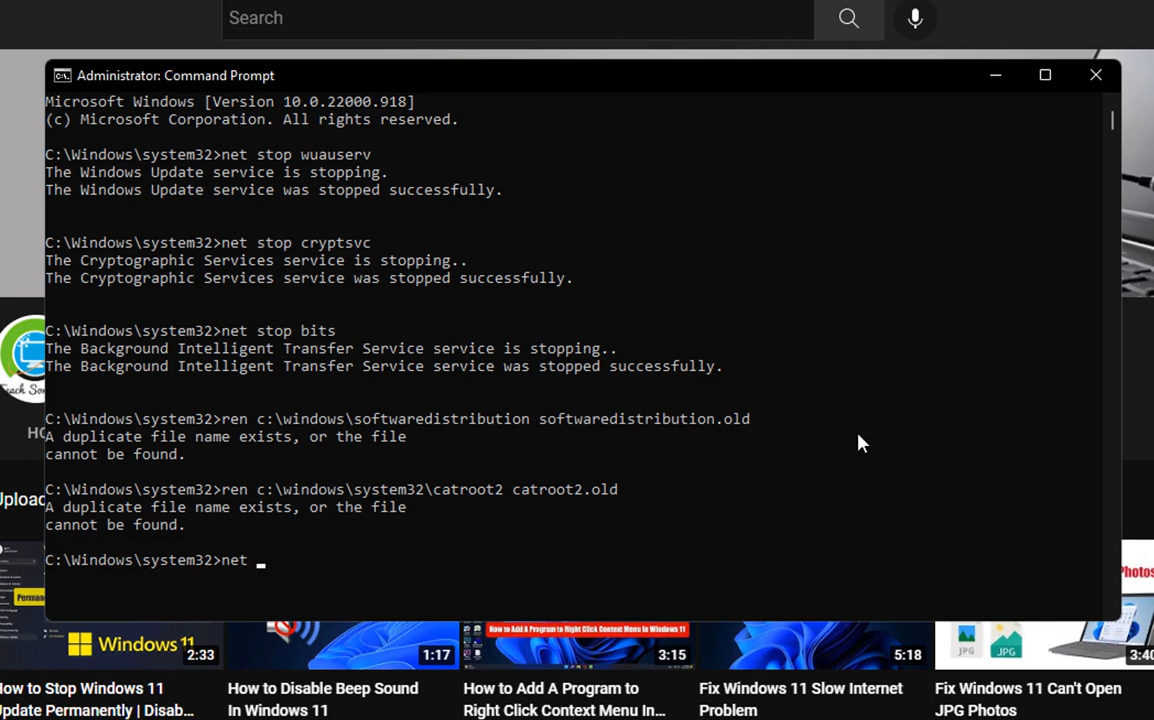 Search
Administrator: Command Prompt
Microsoft Windows [Version 10.0.22000.918]
(c) Microsoft Corporation. All rights reserved.
C:\Windows\system32>net stop wuauserv
The Windows Update service is stopping.
The Windows Update service was stopped successfully.
C:\Windows\system32>net stop cryptsvc
The Cryptographic Services service is stopping..
The Cryptographic Services service was stopped successfully.
C:\Windows\system32>net stop bits
The Background Intelligent Transfer Service service is stopping..
The Background Intelligent Transfer Service service was stopped successfully.
C:\Windows\system32>ren c:\windows\softwaredistribution softwaredistribution.old
A duplicate file name exists, or the file
cannot be found.
C:\Windows\system32>ren c:\windows\system32\catroot2 catroot2.old
A duplicate file name exists, or the file
cannot be found.
C:\Windows\system32>net _
Uploa
Windows 11
2:33
1:17
How to Add A Program to Right Click Context Menu In Windows 11
3:15
5:18
Photos
JPG
JPG
3:40
How to Stop Windows 11
Update Permanently | Disab...
How to Disable Beep Sound
In Windows 11
How to Add A Program to
Right Click Context Menu In...
Fix Windows 11 Slow Internet
Problem
Fix Windows 11 Can't Open
JPG Photos